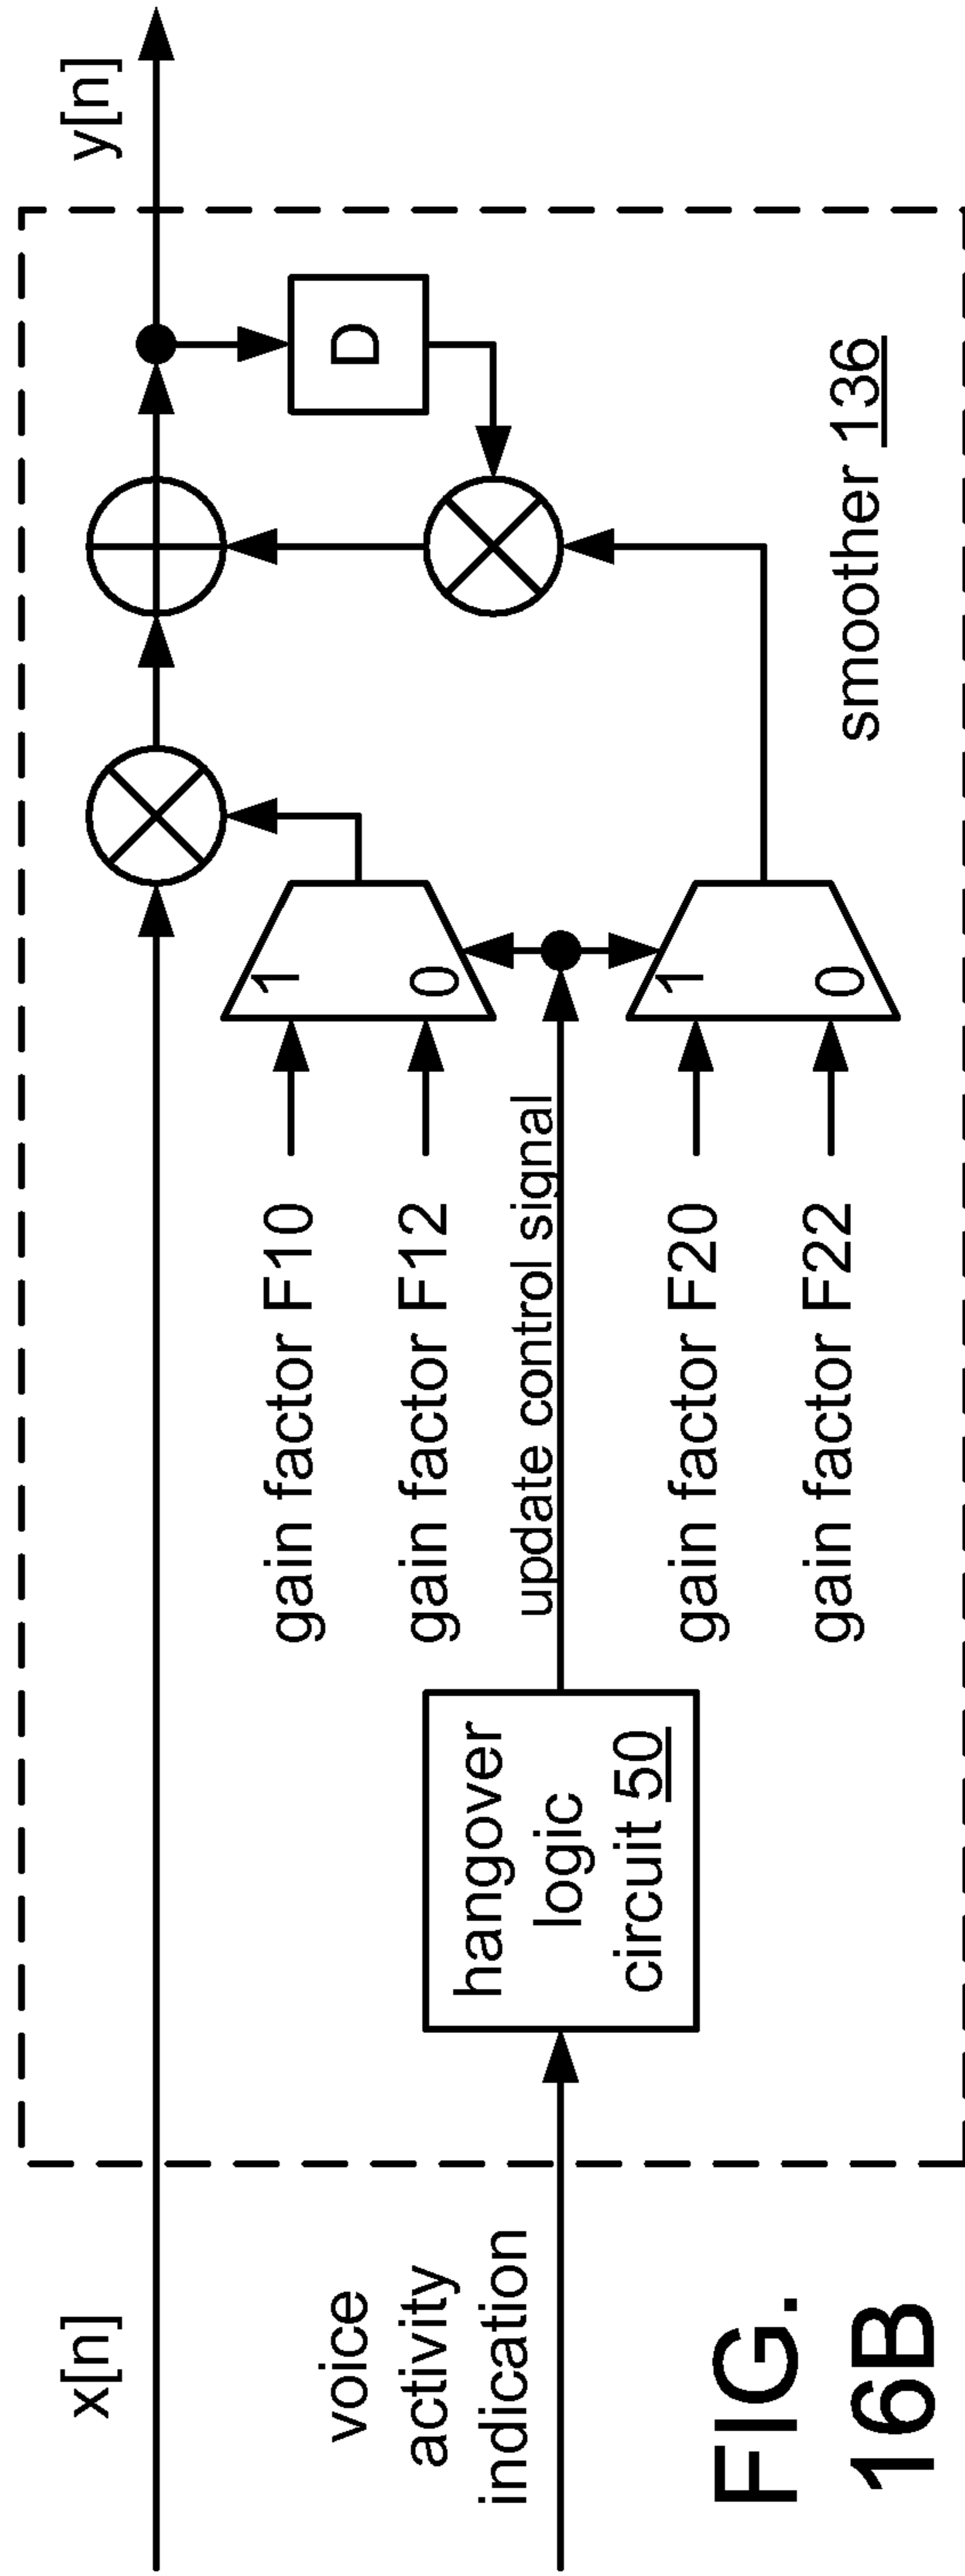 x[n]
y[n]
1
gain factor F10
0
gain factor F12
D
update control signal
voice
activity
indication
hangover
logic
circuit 50
1
gain factor F20
0
gain factor F22
smoother 136
FIG.
16B